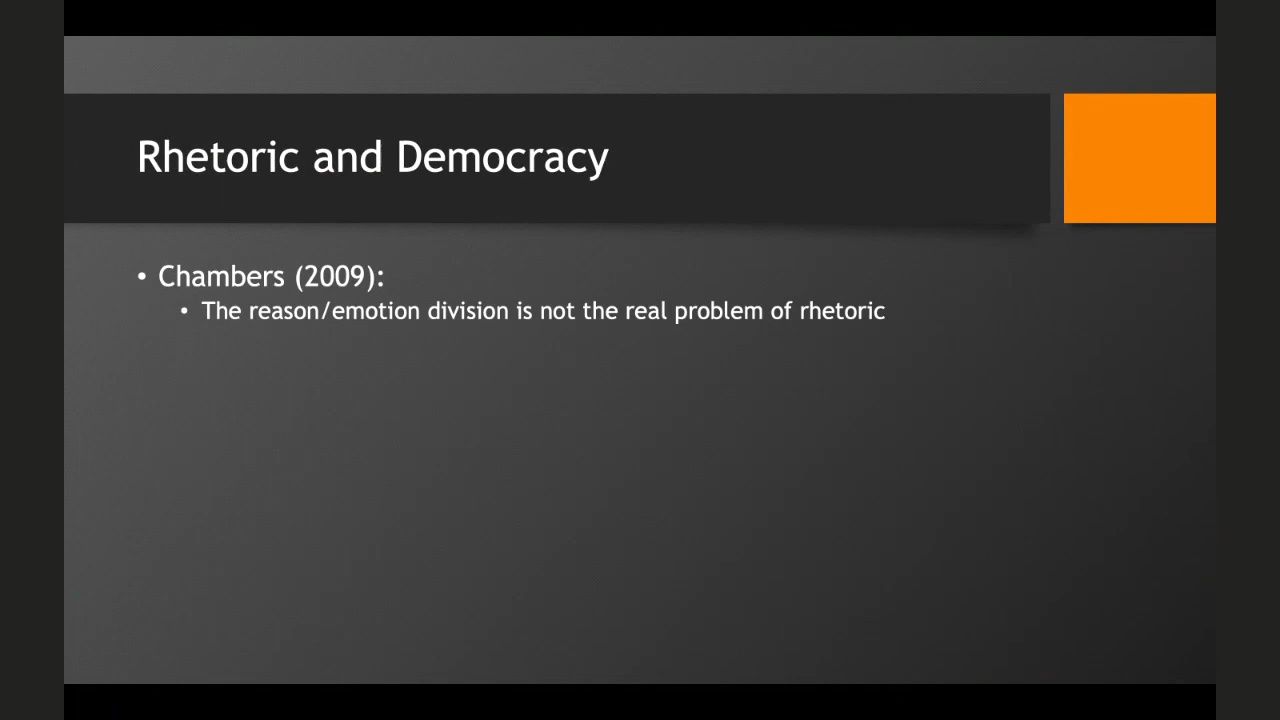 Rhetoric and Democracy
• Chambers (2009):
• The reason/emotion division is not the real problem of rhetoric